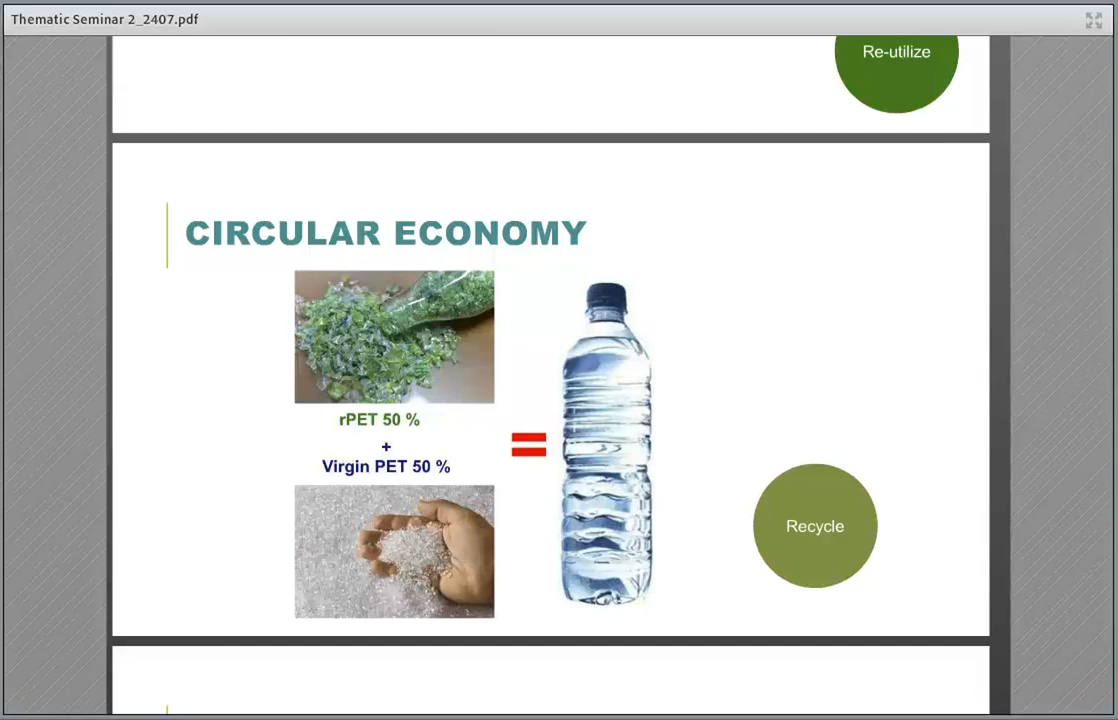 Thematic Seminar 2_2407.pdf
Re-utilize
CIRCULAR ECONOMY
rPET 50 %
+
Virgin PET 50 %
=
Recycle